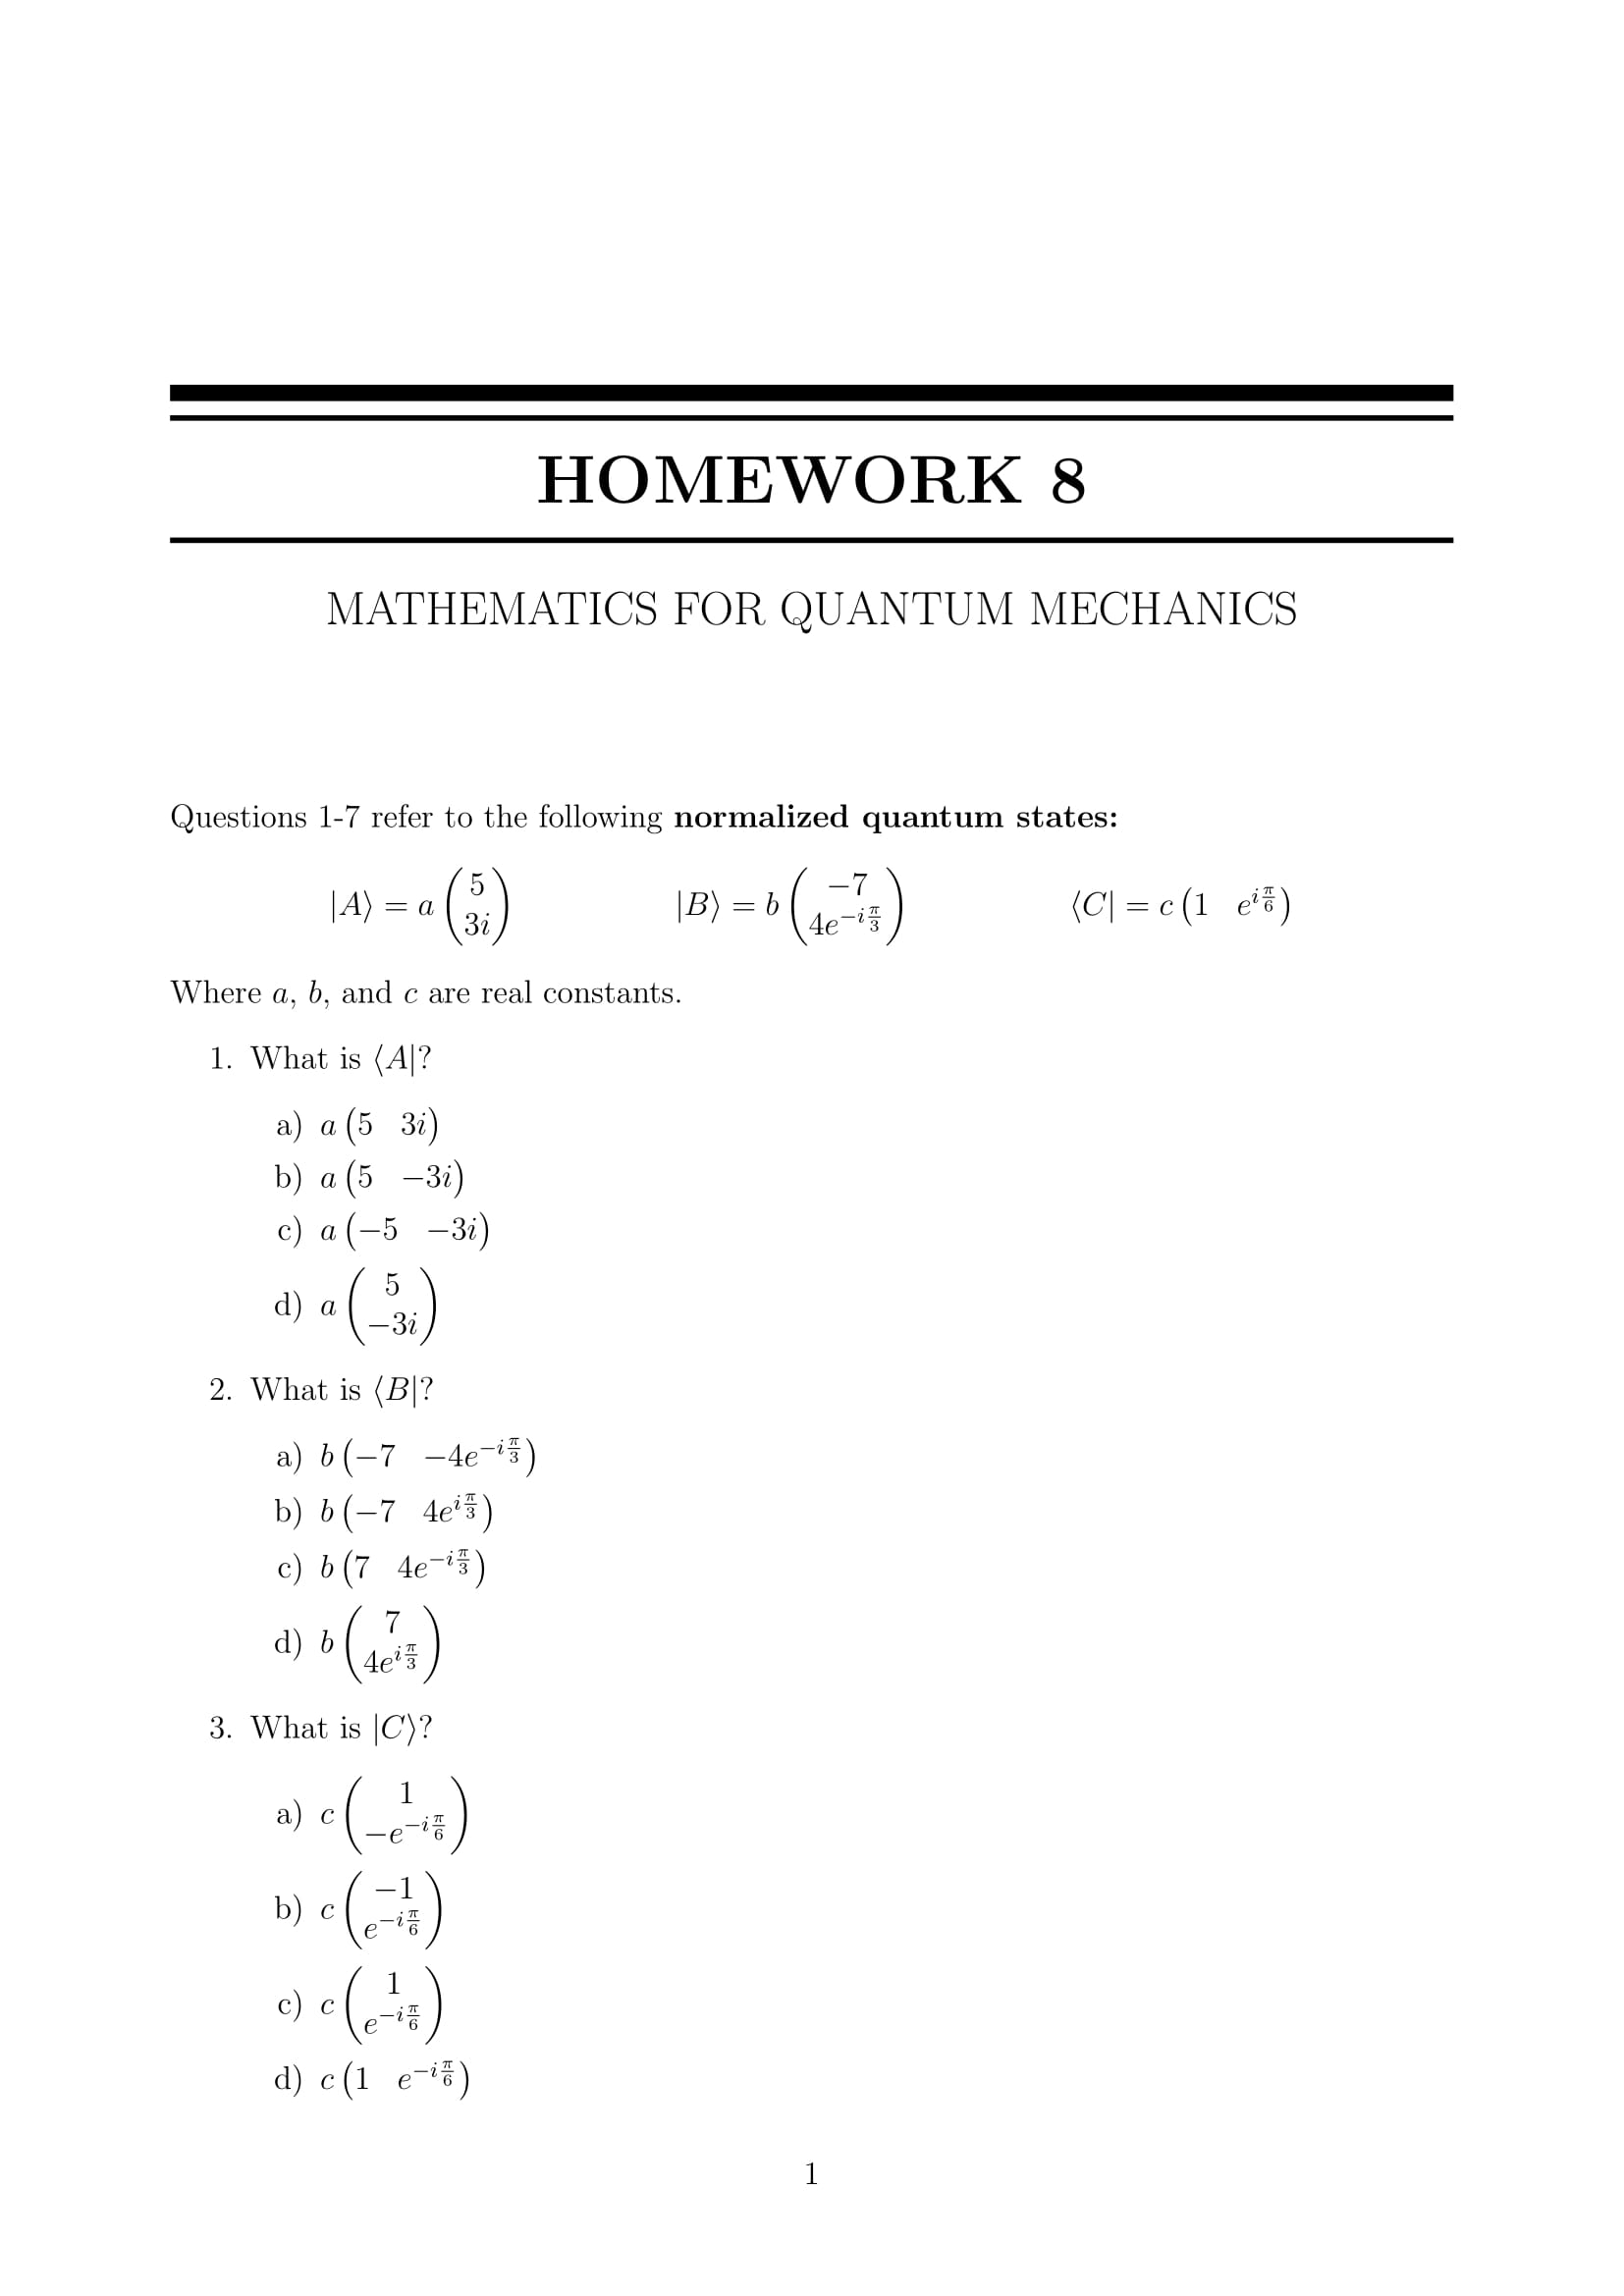 HOMEWORK 8
MATHEMATICS FOR QUANTUM MECHANICS
Questions 1-7 refer to the following normalized quantum states:
$|A\rangle = a \begin{pmatrix} 5 \\ 3i \end{pmatrix}$ $|B\rangle = b \begin{pmatrix} -7 \\ 4e^{-i\frac{\pi}{3}} \end{pmatrix}$ $\langle C| = c \begin{pmatrix} 1 & e^{i\frac{\pi}{6}} \end{pmatrix}$
Where $a$, $b$, and $c$ are real constants.
1. What is $\langle A|$?
a) $a \begin{pmatrix} 5 & 3i \end{pmatrix}$
b) $a \begin{pmatrix} 5 & -3i \end{pmatrix}$
c) $a \begin{pmatrix} -5 & -3i \end{pmatrix}$
d) $a \begin{pmatrix} 5 \\ -3i \end{pmatrix}$
2. What is $\langle B|$?
a) $b \begin{pmatrix} -7 & -4e^{-i\frac{\pi}{3}} \end{pmatrix}$
b) $b \begin{pmatrix} -7 & 4e^{i\frac{\pi}{3}} \end{pmatrix}$
c) $b \begin{pmatrix} 7 & 4e^{-i\frac{\pi}{3}} \end{pmatrix}$
d) $b \begin{pmatrix} 7 \\ 4e^{i\frac{\pi}{3}} \end{pmatrix}$
3. What is $|C\rangle$?
a) $c \begin{pmatrix} 1 \\ -e^{-i\frac{\pi}{6}} \end{pmatrix}$
b) $c \begin{pmatrix} -1 \\ e^{-i\frac{\pi}{6}} \end{pmatrix}$
c) $c \begin{pmatrix} 1 \\ e^{-i\frac{\pi}{6}} \end{pmatrix}$
d) $c \begin{pmatrix} 1 & e^{-i\frac{\pi}{6}} \end{pmatrix}$
1